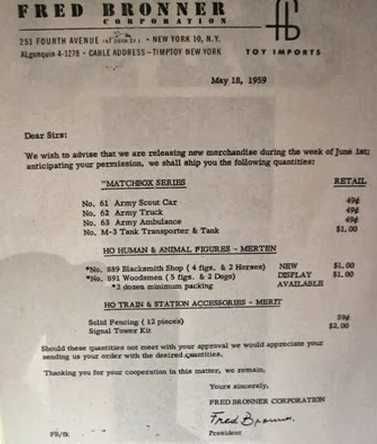 FRED BRONNER
CORPORATION
251 FOURTH AVENUE (at 20th St.) • NEW YORK 10, N.Y.
ALgonquin 4-1278 • CABLE ADDRESS—TIMPTOY NEW YORK
fb
TOY IMPORTS
May 18, 1959
Dear Sirs:
We wish to advise that we are releasing new merchandise during the week of June 1st;
anticipating your permission, we shall ship you the following quantities:
"MATCHBOX SERIES RETAIL
No. 61 Army Scout Car 49¢
No. 62 Army Truck 49¢
No. 63 Army Ambulance 49¢
No. M-3 Tank Transporter & Tank $1.00
HO HUMAN & ANIMAL FIGURES - MERTEN
*No. 889 Blacksmith Shop (4 figs. & 2 Horses) NEW $1.00
*No. 891 Woodsmen (5 figs. & 2 Dogs) DISPLAY $1.00
*2 dozen minimum packing AVAILABLE
HO TRAIN & STATION ACCESSORIES - MERIT
Solid Fencing (12 pieces) 59¢
Signal Tower Kit $2.00
Should these quantities not meet with your approval we would appreciate your
sending us your order with the desired quantities.
Thanking you for your cooperation in this matter, we remain,
Yours sincerely,
FRED BRONNER CORPORATION
Fred Bronner
President